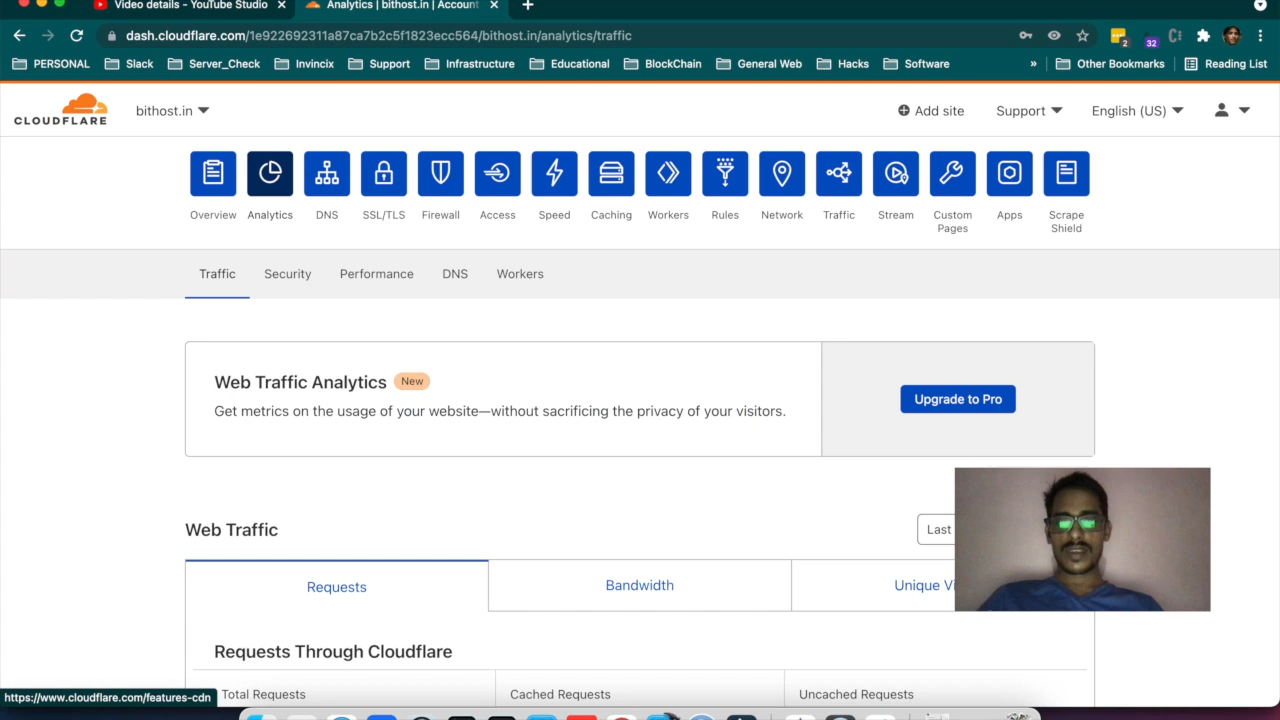 Video details - YouTube Studio
Analytics | bithost.in | Account
dash.cloudflare.com/1e922692311a87ca7b2c5f1823ecc564/bithost.in/analytics/traffic
2
32
PERSONAL Slack Server_Check Invincix Support Infrastructure Educational BlockChain General Web Hacks Software » Other Bookmarks Reading List
CLOUDFLARE
bithost.in
Add site Support English (US)
Overview Analytics DNS SSL/TLS Firewall Access Speed Caching Workers Rules Network Traffic Stream Custom Pages Apps Scrape Shield
Traffic Security Performance DNS Workers
Web Traffic Analytics New
Get metrics on the usage of your website—without sacrificing the privacy of your visitors.
Upgrade to Pro
Web Traffic
Last
Requests Bandwidth Unique Vi
Requests Through Cloudflare
Total Requests Cached Requests Uncached Requests
https://www.cloudflare.com/features-cdn